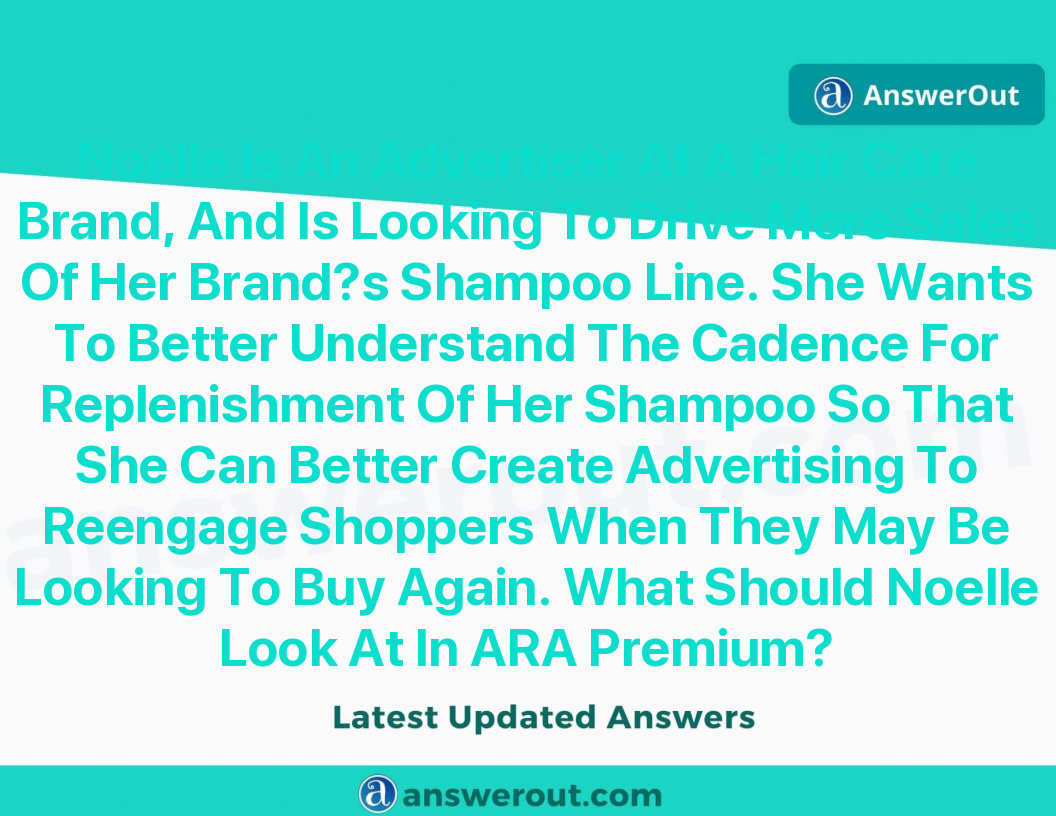 AnswerOut
Noelle Is An Advertiser At A Hair Care
Brand, And Is Looking To Drive More Sales
Of Her Brand?s Shampoo Line. She Wants
To Better Understand The Cadence For
Replenishment Of Her Shampoo So That
She Can Better Create Advertising To
Reengage Shoppers When They May Be
Looking To Buy Again. What Should Noelle
Look At In ARA Premium?
answerout.com
Latest Updated Answers
answerout.com